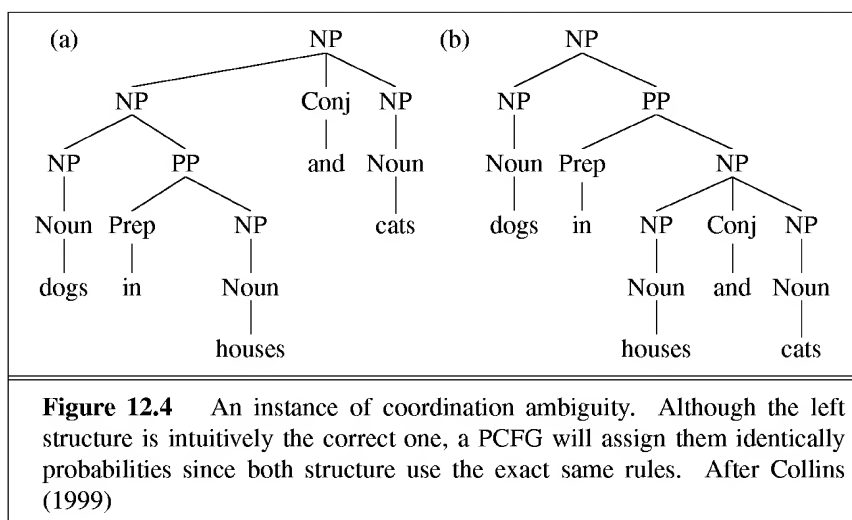 (a) NP (b) NP
NP Conj NP NP PP
NP PP and Noun Noun Prep NP
Noun Prep NP cats dogs in NP Conj NP
dogs in Noun Noun and Noun
houses houses cats
Figure 12.4 An instance of coordination ambiguity. Although the left
structure is intuitively the correct one, a PCFG will assign them identically
probabilities since both structure use the exact same rules. After Collins
(1999)